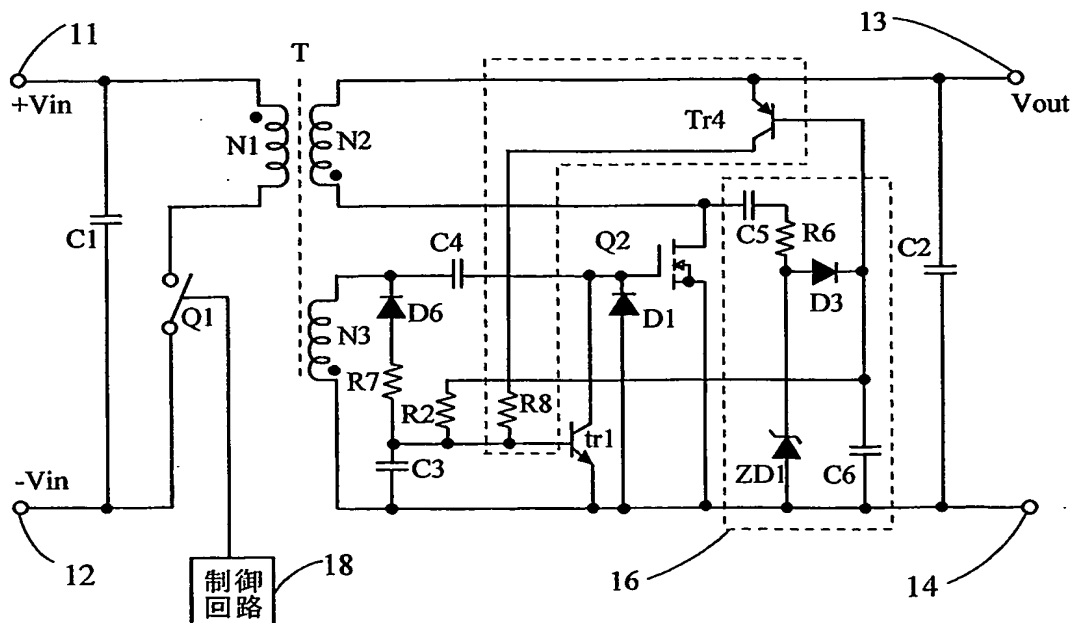 11
T
13
+Vin
N1
N2
Tr4
Vout
C1
C4
Q2
C5
R6
C2
Q1
N3
D6
D1
D3
R7
R2
R8
tr1
C3
ZD1
C6
-Vin
12
制御
回路
18
16
14